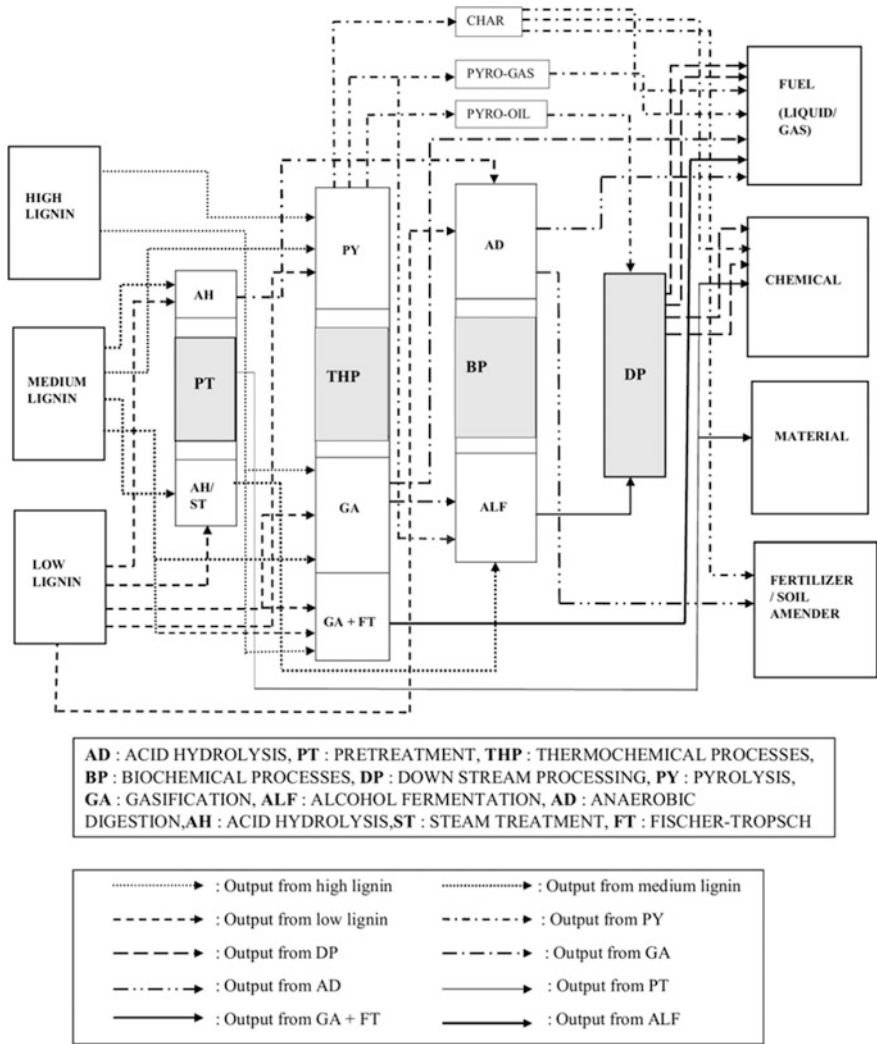 CHAR
PYRO-GAS
PYRO-OIL
FUEL
(LIQUID/
GAS)
HIGH
LIGNIN
PY
AD
AH
CHEMICAL
MEDIUM
LIGNIN
PT
THP
BP
DP
MATERIAL
AH/
ST
GA
ALF
LOW
LIGNIN
GA + FT
FERTILIZER
/ SOIL
AMENDER
AD : ACID HYDROLYSIS, PT : PRETREATMENT, THP : THERMOCHEMICAL PROCESSES,
BP : BIOCHEMICAL PROCESSES, DP : DOWN STREAM PROCESSING, PY : PYROLYSIS,
GA : GASIFICATION, ALF : ALCOHOL FERMENTATION, AD : ANAEROBIC
DIGESTION,AH : ACID HYDROLYSIS,ST : STEAM TREATMENT, FT : FISCHER-TROPSCH
: Output from high lignin
: Output from medium lignin
: Output from low lignin
: Output from PY
: Output from DP
: Output from GA
: Output from AD
: Output from PT
: Output from GA + FT
: Output from ALF